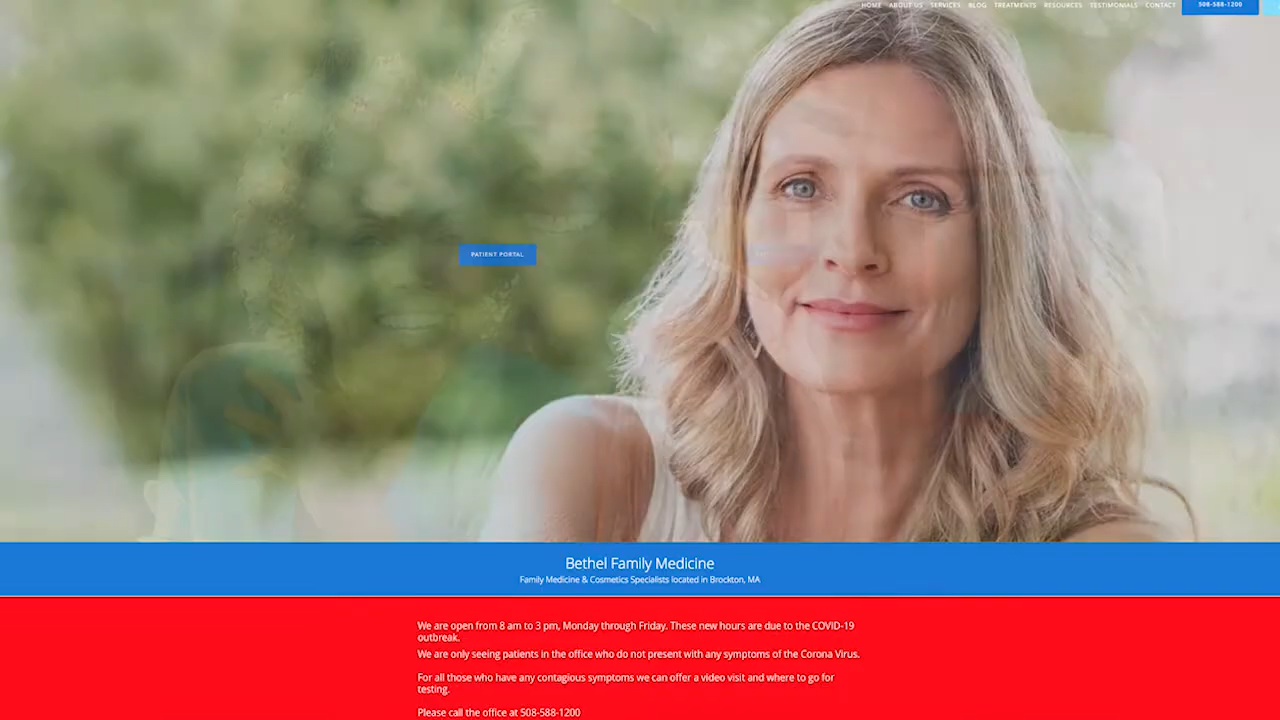 HOME ABOUT US SERVICES BLOG TREATMENTS RESOURCES TESTIMONIALS CONTACT 508-588-1200
PATIENT PORTAL
Bethel Family Medicine
Family Medicine & Cosmetics Specialists located in Brockton, MA
We are open from 8 am to 3 pm, Monday through Friday. These new hours are due to the COVID-19
outbreak.
We are only seeing patients in the office who do not present with any symptoms of the Corona Virus.
For all those who have any contagious symptoms we can offer a video visit and where to go for
testing.
Please call the office at 508-588-1200